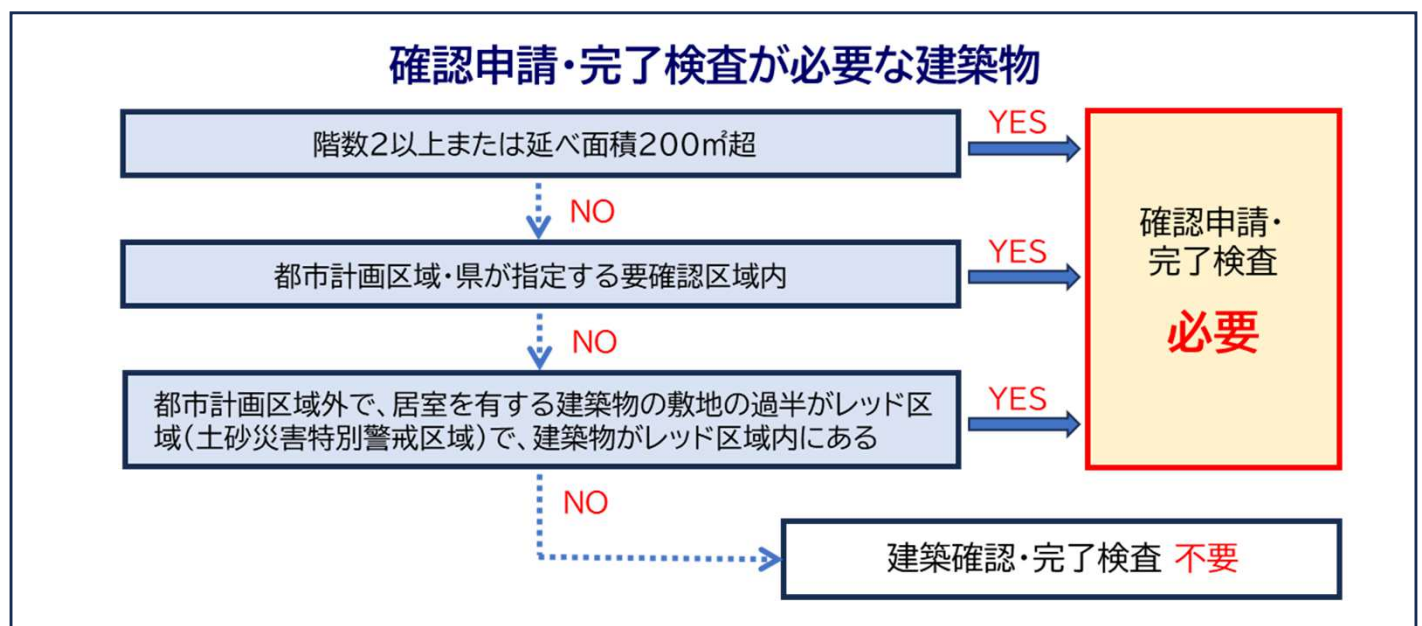 確認申請・完了検査が必要な建築物
階数2以上または延べ面積200㎡超
YES
NO
都市計画区域・県が指定する要確認区域内
YES
NO
都市計画区域外で、居室を有する建築物の敷地の過半がレッド区
域(土砂災害特別警戒区域)で、建築物がレッド区域内にある
YES
NO
確認申請・
完了検査
必要
建築確認・完了検査 不要